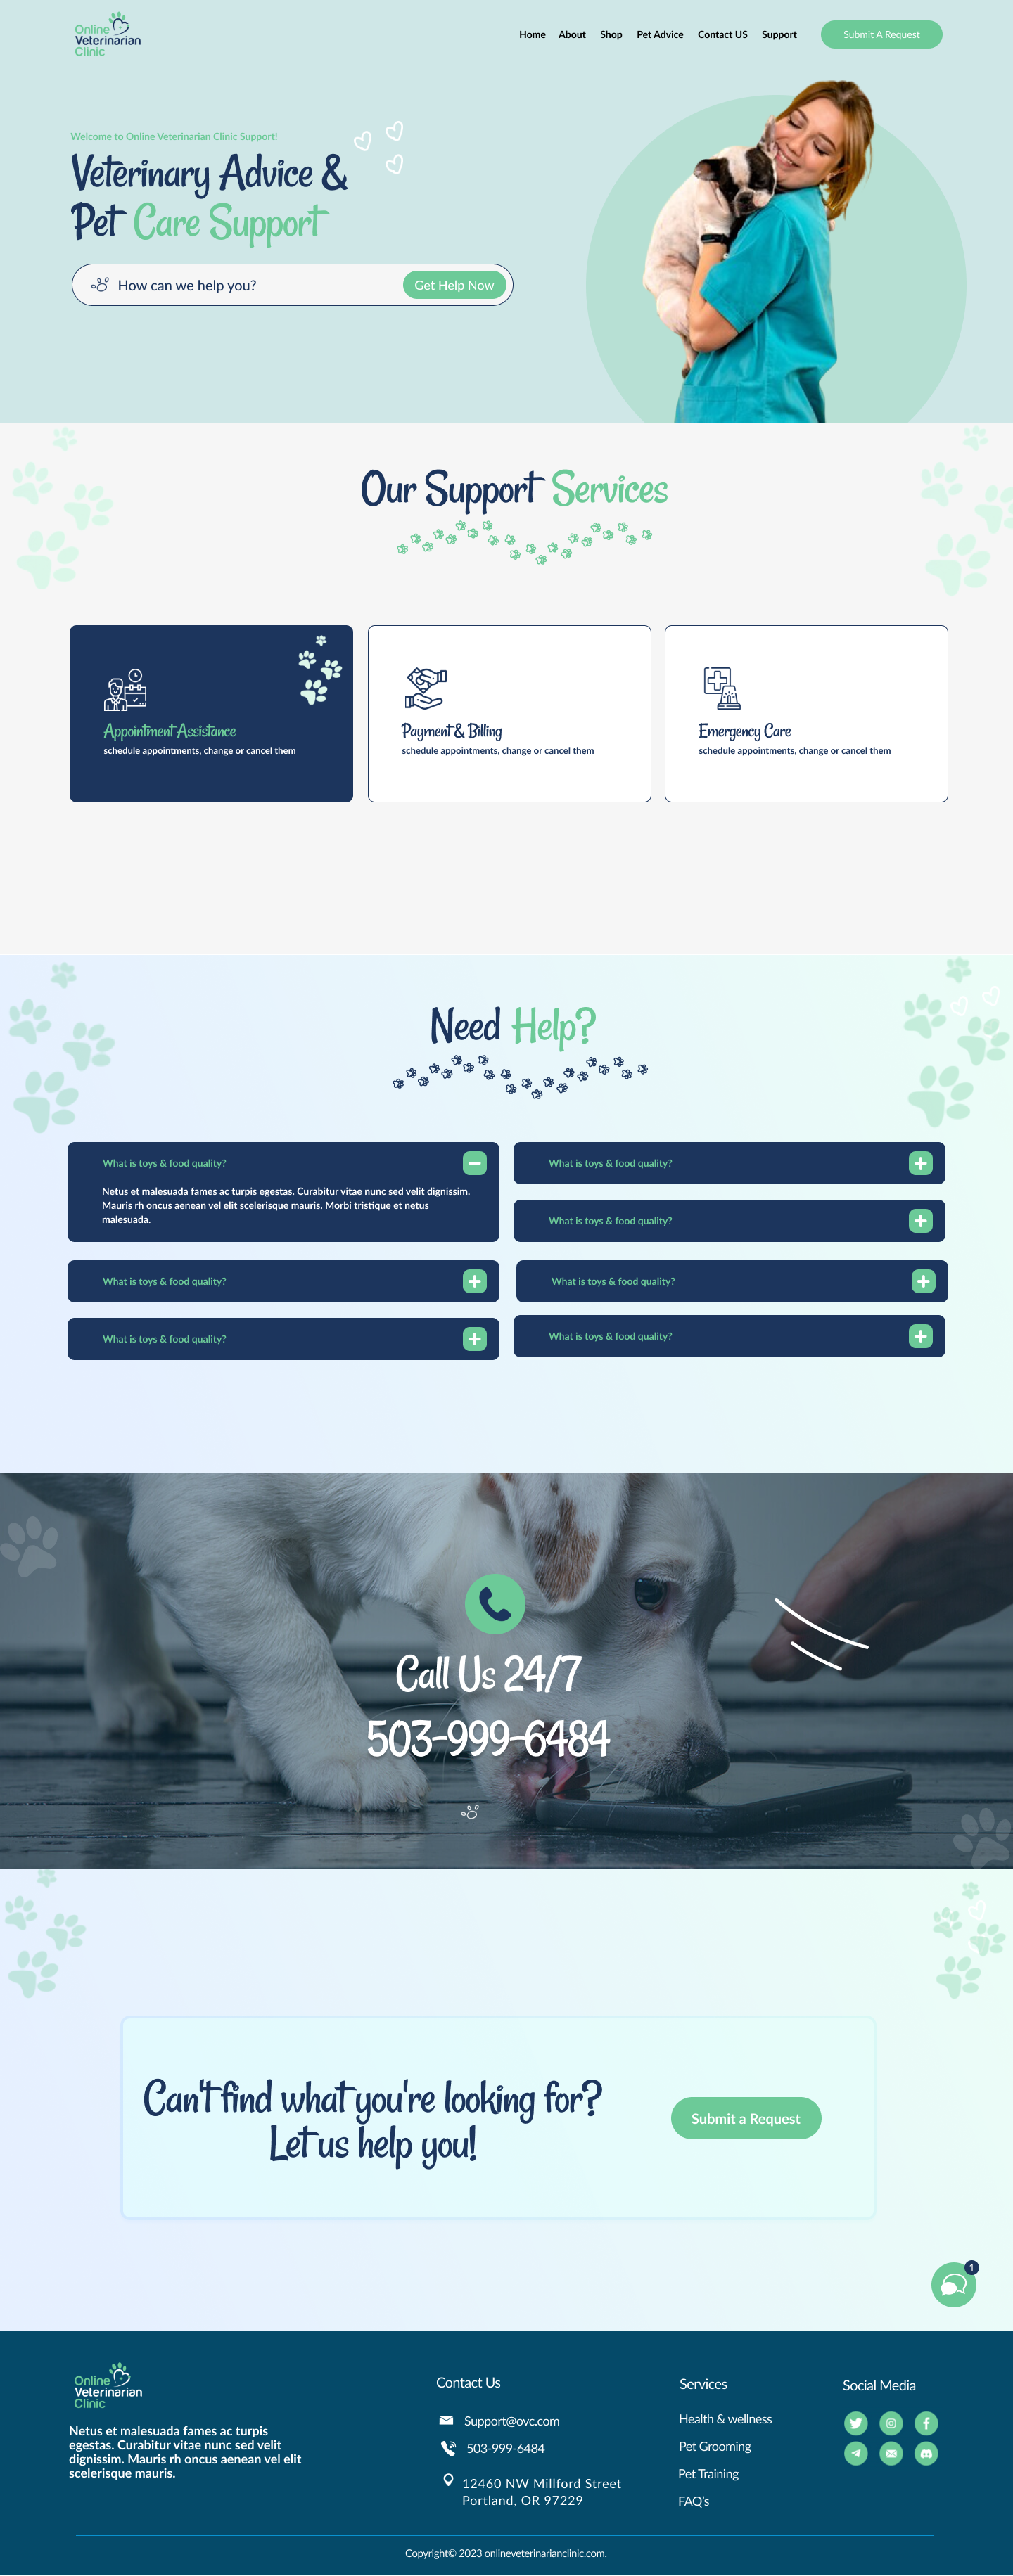 Online
Veterinarian
Clinic
Home About Shop Pet Advice Contact US Support Submit A Request
Welcome to Online Veterinarian Clinic Support!
Veterinary Advice &
Pet Care Support
How can we help you? Get Help Now
Our Support Services
Appointment Assistance
schedule appointments, change or cancel them
Payment & Billing
schedule appointments, change or cancel them
Emergency Care
schedule appointments, change or cancel them
Need Help?
What is toys & food quality?
Netus et malesuada fames ac turpis egestas. Curabitur vitae nunc sed velit dignissim.
Mauris rh oncus aenean vel elit scelerisque mauris. Morbi tristique et netus
malesuada.
What is toys & food quality?
What is toys & food quality?
What is toys & food quality?
What is toys & food quality?
What is toys & food quality?
What is toys & food quality?
What is toys & food quality?
Call Us 24/7
503-999-6484
Can't find what you're looking for?
Let us help you!
Submit a Request
1
Online
Veterinarian
Clinic
Netus et malesuada fames ac turpis
egestas. Curabitur vitae nunc sed velit
dignissim. Mauris rh oncus aenean vel elit
scelerisque mauris.
Contact Us
Support@ovc.com
503-999-6484
12460 NW Millford Street
Portland, OR 97229
Services
Health & wellness
Pet Grooming
Pet Training
FAQ's
Social Media
Copyright© 2023 onlineveterinarianclinic.com.